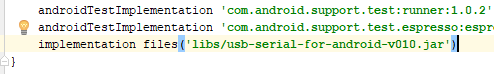 androidTestImplementation 'com.android.support.test:runner:1.0.2'
androidTestImplementation 'com.android.support.test.espresso:espre
implementation files('libs/usb-serial-for-android-v010.jar')
}